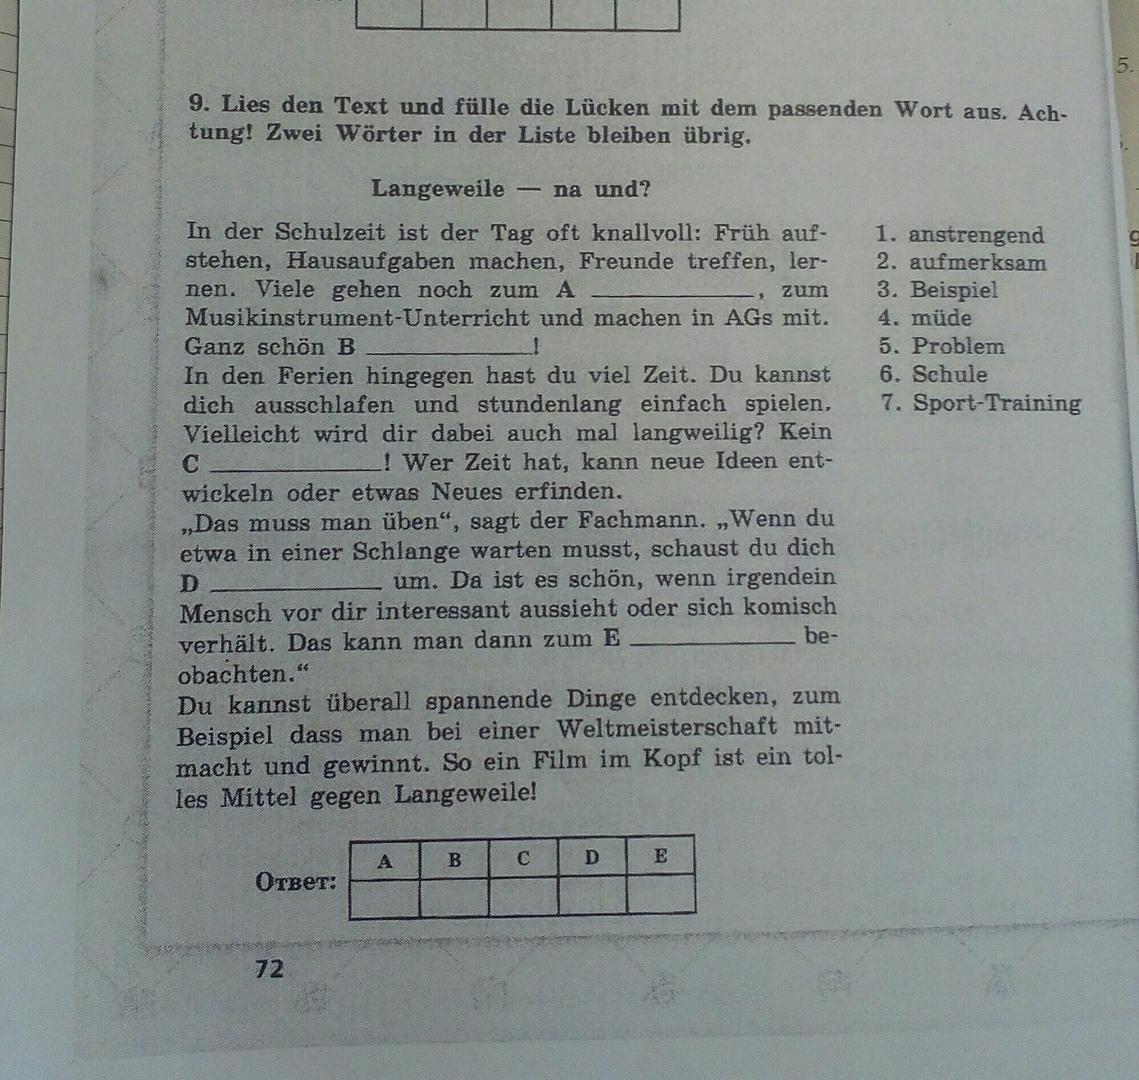 9. Lies den Text und fülle die Lücken mit dem passenden Wort aus. Ach-
tung! Zwei Wörter in der Liste bleiben übrig.
Langeweile — na und?
In der Schulzeit ist der Tag oft knallvoll: Früh auf-
stehen, Hausaufgaben machen, Freunde treffen, ler-
nen. Viele gehen noch zum A ____________, zum
Musikinstrument-Unterricht und machen in AGs mit.
Ganz schön B ____________!
In den Ferien hingegen hast du viel Zeit. Du kannst
dich ausschlafen und stundenlang einfach spielen.
Vielleicht wird dir dabei auch mal langweilig? Kein
C ____________! Wer Zeit hat, kann neue Ideen ent-
wickeln oder etwas Neues erfinden.
„Das muss man üben“, sagt der Fachmann. „Wenn du
etwa in einer Schlange warten musst, schaust du dich
D ____________ um. Da ist es schön, wenn irgendein
Mensch vor dir interessant aussieht oder sich komisch
verhält. Das kann man dann zum E ____________ be-
obachten.“
Du kannst überall spannende Dinge entdecken, zum
Beispiel dass man bei einer Weltmeisterschaft mit-
macht und gewinnt. So ein Film im Kopf ist ein tol-
les Mittel gegen Langeweile!
1. anstrengend
2. aufmerksam
3. Beispiel
4. müde
5. Problem
6. Schule
7. Sport-Training
Ответ:
A B C D E
72
5.